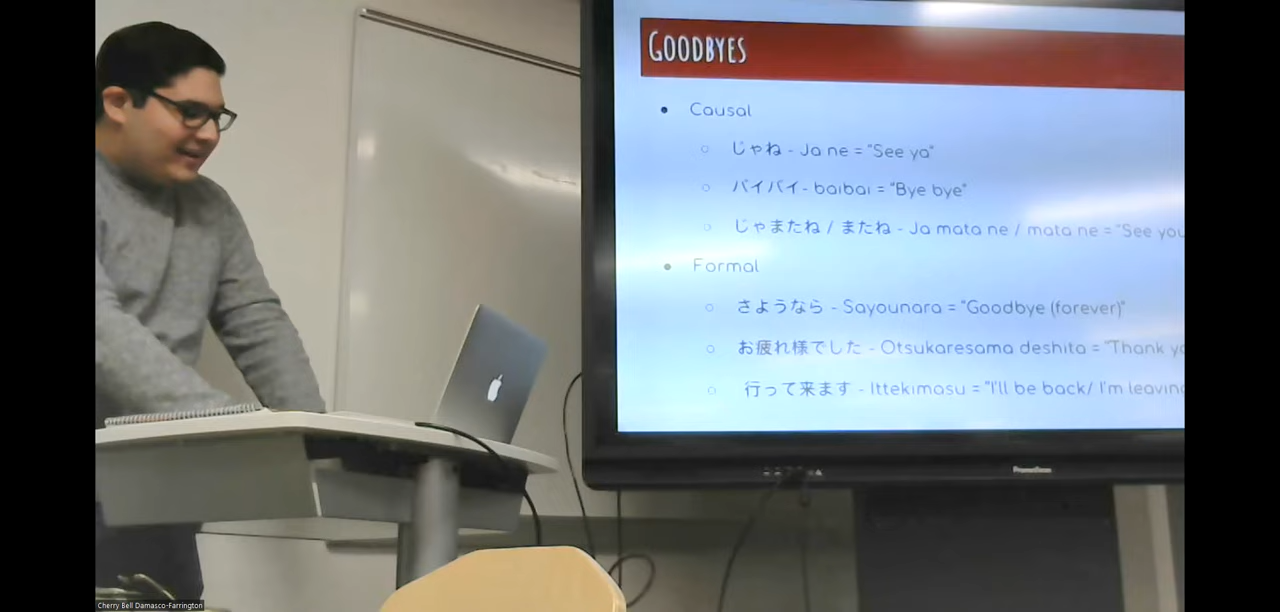 GOODBYES
● Causal
○ じゃね - Ja ne = "See ya"
○ バイバイ- baibai = "Bye bye"
○ じゃまたね / またね - Ja mata ne / mata ne = "See you
● Formal
○ さようなら - Sayounara = "Goodbye (forever)"
○ お疲れ様でした - Otsukaresama deshita = "Thank yo
○ 行って来ます - Ittekimasu = "I'll be back/ I'm leaving
Promethean
Cherry Bell Damasco-Farrington